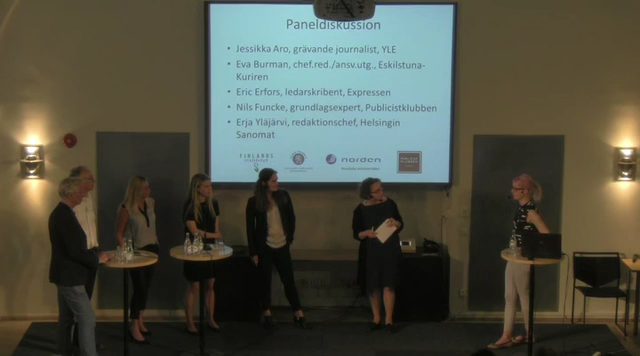 Paneldiskussion
• Jessikka Aro, grävande journalist, YLE
• Eva Burman, chef.red./ansv.utg., Eskilstuna-
Kuriren
• Eric Erfors, ledarskribent, Expressen
• Nils Funcke, grundlagsexpert, Publicistklubben
• Erja Yläjärvi, redaktionschef, Helsingin
Sanomat
FINLANDS
norden